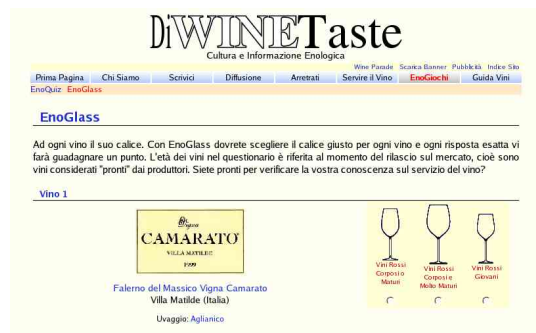 DiWINETaste
Cultura e Informazione Enologica
Wine Parade Scarica Banner Pubblicità Indice Sito
Prima Pagina Chi Siamo Scrivici Diffusione Arretrati Servire il Vino EnoGiochi Guida Vini
EnoQuiz EnoGlass
EnoGlass
Ad ogni vino il suo calice. Con EnoGlass dovrete scegliere il calice giusto per ogni vino e ogni risposta esatta vi
farà guadagnare un punto. L'età dei vini nel questionario è riferita al momento del rilascio sul mercato, cioè sono
vini considerati "pronti" dai produttori. Siete pronti per verificare la vostra conoscenza sul servizio del vino?
Vino 1
Vigna
CAMARATO
VILLA MATILDE
1999
Falerno del Massico Vigna Camarato
Villa Matilde (Italia)
Uvaggio: Aglianico
Vini Rossi
Corposi o
Maturi
Vini Rossi
Corposi e
Molto Maturi
Vini Rossi
Giovani